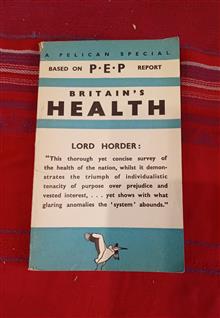 A PELICAN SPECIAL
BASED ON P·E·P REPORT
BRITAIN'S
HEALTH
LORD HORDER:
"This thorough yet concise survey of
the health of the nation, whilst it demon-
strates the triumph of individualistic
tenacity of purpose over prejudice and
vested interest, . . . yet shows with what
glaring anomalies the 'system' abounds."